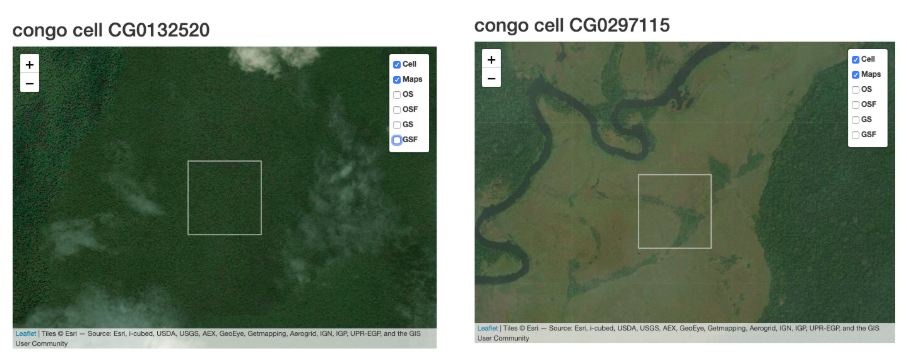 congo cell CG0132520
+
−
Cell
Maps
OS
OSF
GS
GSF
Leaflet | Tiles © Esri — Source: Esri, i-cubed, USDA, USGS, AEX, GeoEye, Getmapping, Aerogrid, IGN, IGP, UPR-EGP, and the GIS
User Community
congo cell CG0297115
+
−
Cell
Maps
OS
OSF
GS
GSF
Leaflet | Tiles © Esri — Source: Esri, i-cubed, USDA, USGS, AEX, GeoEye, Getmapping, Aerogrid, IGN, IGP, UPR-EGP, and the GIS
User Community